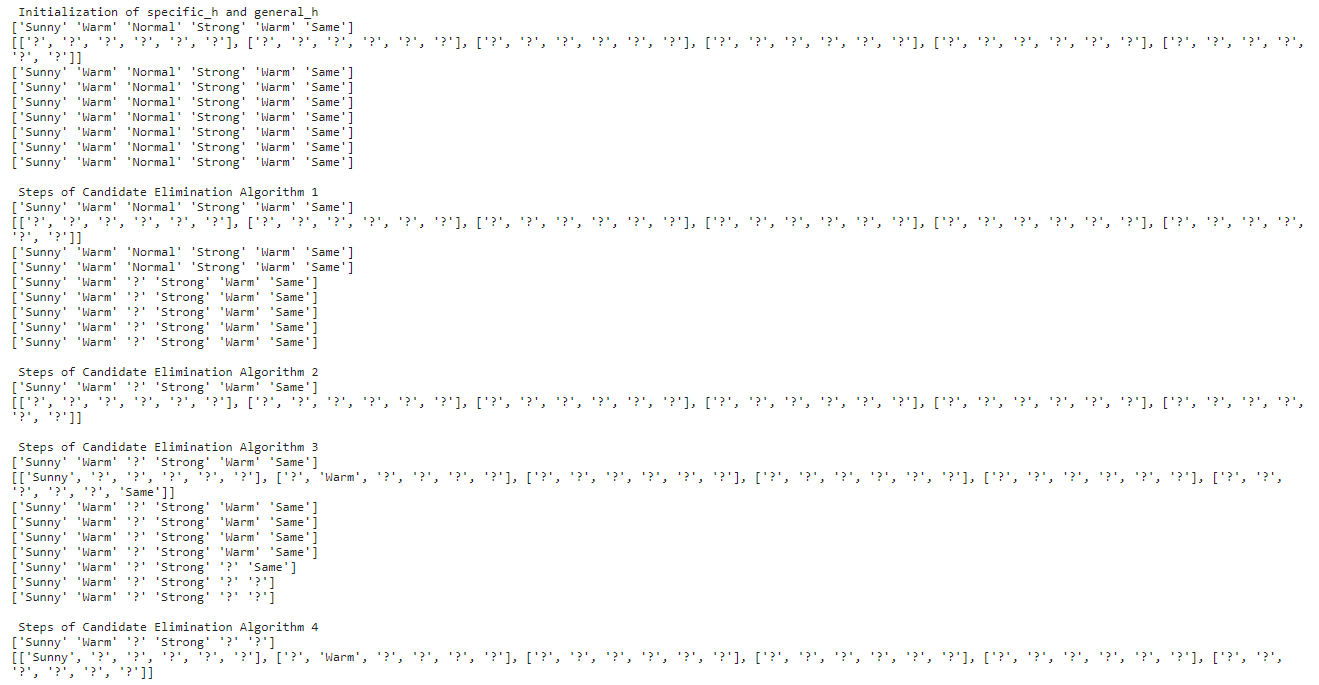 Initialization of specific_h and general_h
['Sunny' 'Warm' 'Normal' 'Strong' 'Warm' 'Same']
[['?', '?', '?', '?', '?', '?'], ['?', '?', '?', '?', '?', '?'], ['?', '?', '?', '?', '?', '?'], ['?', '?', '?', '?', '?', '?'], ['?', '?', '?', '?', '?', '?'], ['?', '?', '?', '?',
'?', '?']]
['Sunny' 'Warm' 'Normal' 'Strong' 'Warm' 'Same']
['Sunny' 'Warm' 'Normal' 'Strong' 'Warm' 'Same']
['Sunny' 'Warm' 'Normal' 'Strong' 'Warm' 'Same']
['Sunny' 'Warm' 'Normal' 'Strong' 'Warm' 'Same']
['Sunny' 'Warm' 'Normal' 'Strong' 'Warm' 'Same']
['Sunny' 'Warm' 'Normal' 'Strong' 'Warm' 'Same']
['Sunny' 'Warm' 'Normal' 'Strong' 'Warm' 'Same']
Steps of Candidate Elimination Algorithm 1
['Sunny' 'Warm' 'Normal' 'Strong' 'Warm' 'Same']
[['?', '?', '?', '?', '?', '?'], ['?', '?', '?', '?', '?', '?'], ['?', '?', '?', '?', '?', '?'], ['?', '?', '?', '?', '?', '?'], ['?', '?', '?', '?', '?', '?'], ['?', '?', '?', '?',
'?', '?']]
['Sunny' 'Warm' 'Normal' 'Strong' 'Warm' 'Same']
['Sunny' 'Warm' 'Normal' 'Strong' 'Warm' 'Same']
['Sunny' 'Warm' '?' 'Strong' 'Warm' 'Same']
['Sunny' 'Warm' '?' 'Strong' 'Warm' 'Same']
['Sunny' 'Warm' '?' 'Strong' 'Warm' 'Same']
['Sunny' 'Warm' '?' 'Strong' 'Warm' 'Same']
['Sunny' 'Warm' '?' 'Strong' 'Warm' 'Same']
Steps of Candidate Elimination Algorithm 2
['Sunny' 'Warm' '?' 'Strong' 'Warm' 'Same']
[['?', '?', '?', '?', '?', '?'], ['?', '?', '?', '?', '?', '?'], ['?', '?', '?', '?', '?', '?'], ['?', '?', '?', '?', '?', '?'], ['?', '?', '?', '?', '?', '?'], ['?', '?', '?', '?',
'?', '?']]
Steps of Candidate Elimination Algorithm 3
['Sunny' 'Warm' '?' 'Strong' 'Warm' 'Same']
[['Sunny', '?', '?', '?', '?', '?'], ['?', 'Warm', '?', '?', '?', '?'], ['?', '?', '?', '?', '?', '?'], ['?', '?', '?', '?', '?', '?'], ['?', '?', '?', '?', '?', '?'], ['?', '?',
'?', '?', '?', 'Same']]
['Sunny' 'Warm' '?' 'Strong' 'Warm' 'Same']
['Sunny' 'Warm' '?' 'Strong' 'Warm' 'Same']
['Sunny' 'Warm' '?' 'Strong' 'Warm' 'Same']
['Sunny' 'Warm' '?' 'Strong' 'Warm' 'Same']
['Sunny' 'Warm' '?' 'Strong' '?' 'Same']
['Sunny' 'Warm' '?' 'Strong' '?' '?']
['Sunny' 'Warm' '?' 'Strong' '?' '?']
Steps of Candidate Elimination Algorithm 4
['Sunny' 'Warm' '?' 'Strong' '?' '?']
[['Sunny', '?', '?', '?', '?', '?'], ['?', 'Warm', '?', '?', '?', '?'], ['?', '?', '?', '?', '?', '?'], ['?', '?', '?', '?', '?', '?'], ['?', '?', '?', '?', '?', '?'], ['?', '?',
'?', '?', '?', '?']]